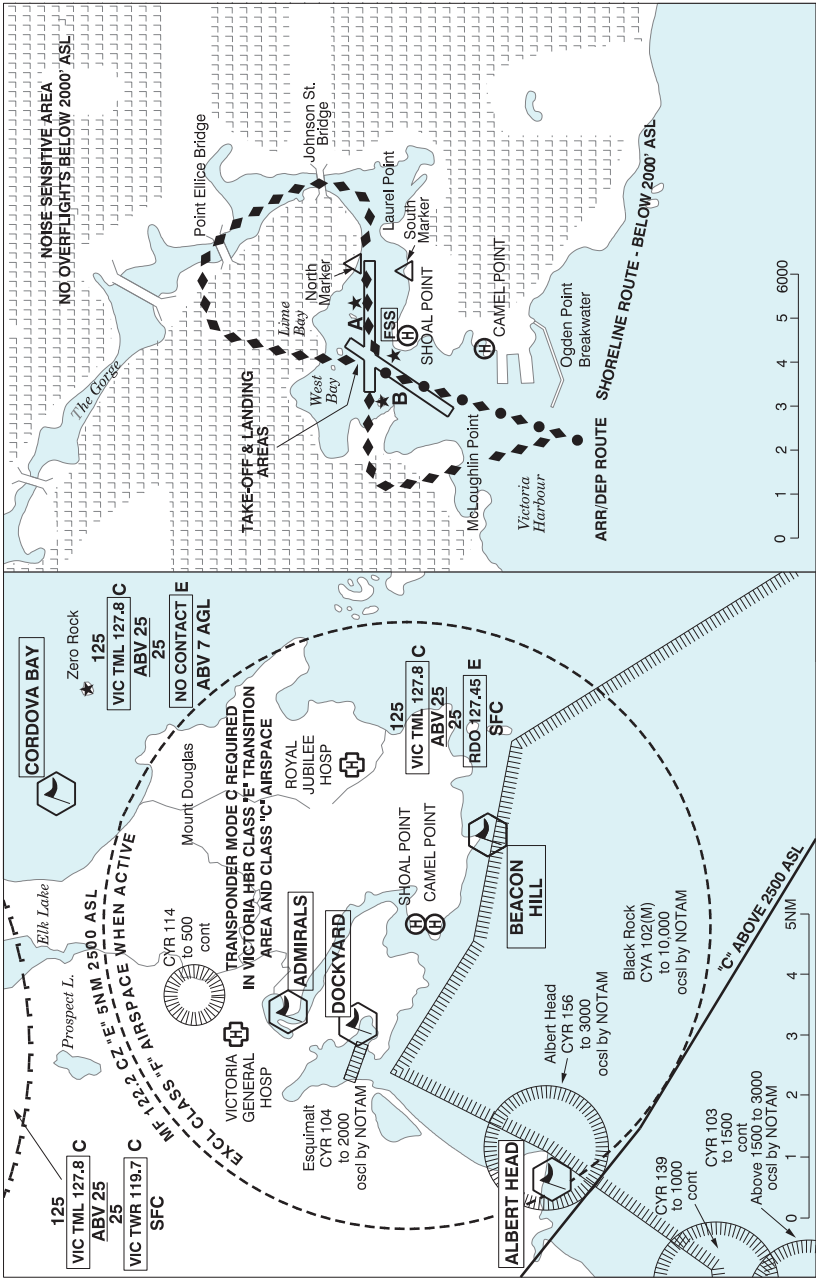 NOISE SENSITIVE AREA
NO OVERFLIGHTS BELOW 2000' ASL
Point Ellice Bridge
Johnson St.
Bridge
The Gorge
Lime
Bay
North
Marker
Laurel Point
South
Marker
West
Bay
A
FSS
SHOAL POINT
H
CAMEL POINT
H
B
TAKE-OFF & LANDING
AREAS
McLoughlin Point
Ogden Point
Breakwater
Victoria
Harbour
ARR/DEP ROUTE
SHORELINE ROUTE - BELOW 2000' ASL
0
1
2
3
4
5
6000
CORDOVA BAY
Zero Rock
125
VIC TML 127.8 C
ABV 25
25
NO CONTACT E
ABV 7 AGL
Elk Lake
Prospect L.
MF 122.2 CZ "E" 5NM 2500 ASL
EXCL CLASS "F" AIRSPACE WHEN ACTIVE
125
VIC TML 127.8 C
ABV 25
25
VIC TWR 119.7 C
SFC
Mount Douglas
CYR 114
to 500
cont
TRANSPONDER MODE C REQUIRED
IN VICTORIA HBR CLASS "E" TRANSITION
AREA AND CLASS "C" AIRSPACE
ROYAL
JUBILEE
HOSP
H
VICTORIA
GENERAL
HOSP
H
ADMIRALS
DOCKYARD
125
VIC TML 127.8 C
ABV 25
25
RDO 127.45 E
SFC
SHOAL POINT
CAMEL POINT
H
H
Esquimalt
CYR 104
to 2000
oscl by NOTAM
BEACON
HILL
ALBERT HEAD
Albert Head
CYR 156
to 3000
ocsl by NOTAM
Black Rock
CYA 102(M)
to 10,000
ocsl by NOTAM
"C" ABOVE 2500 ASL
CYR 139
to 1000
cont
CYR 103
to 1500
cont
Above 1500 to 3000
ocsl by NOTAM
0
1
2
3
4
5NM